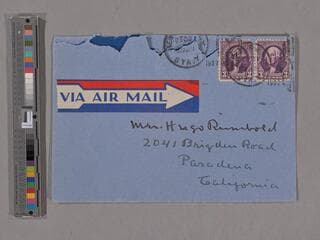 VIA AIR MAIL
Mrs. Hugo Rumbold
2041 Brigden Road
Pasadena
California